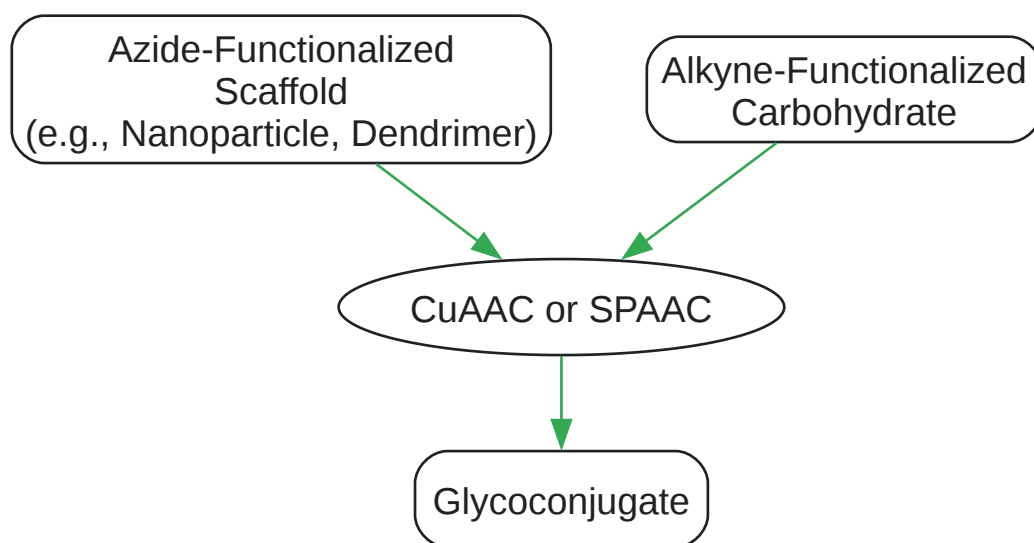 Azide-Functionalized
Scaffold
(e.g., Nanoparticle, Dendrimer)
Alkyne-Functionalized
Carbohydrate
CuAAC or SPAAC
Glycoconjugate